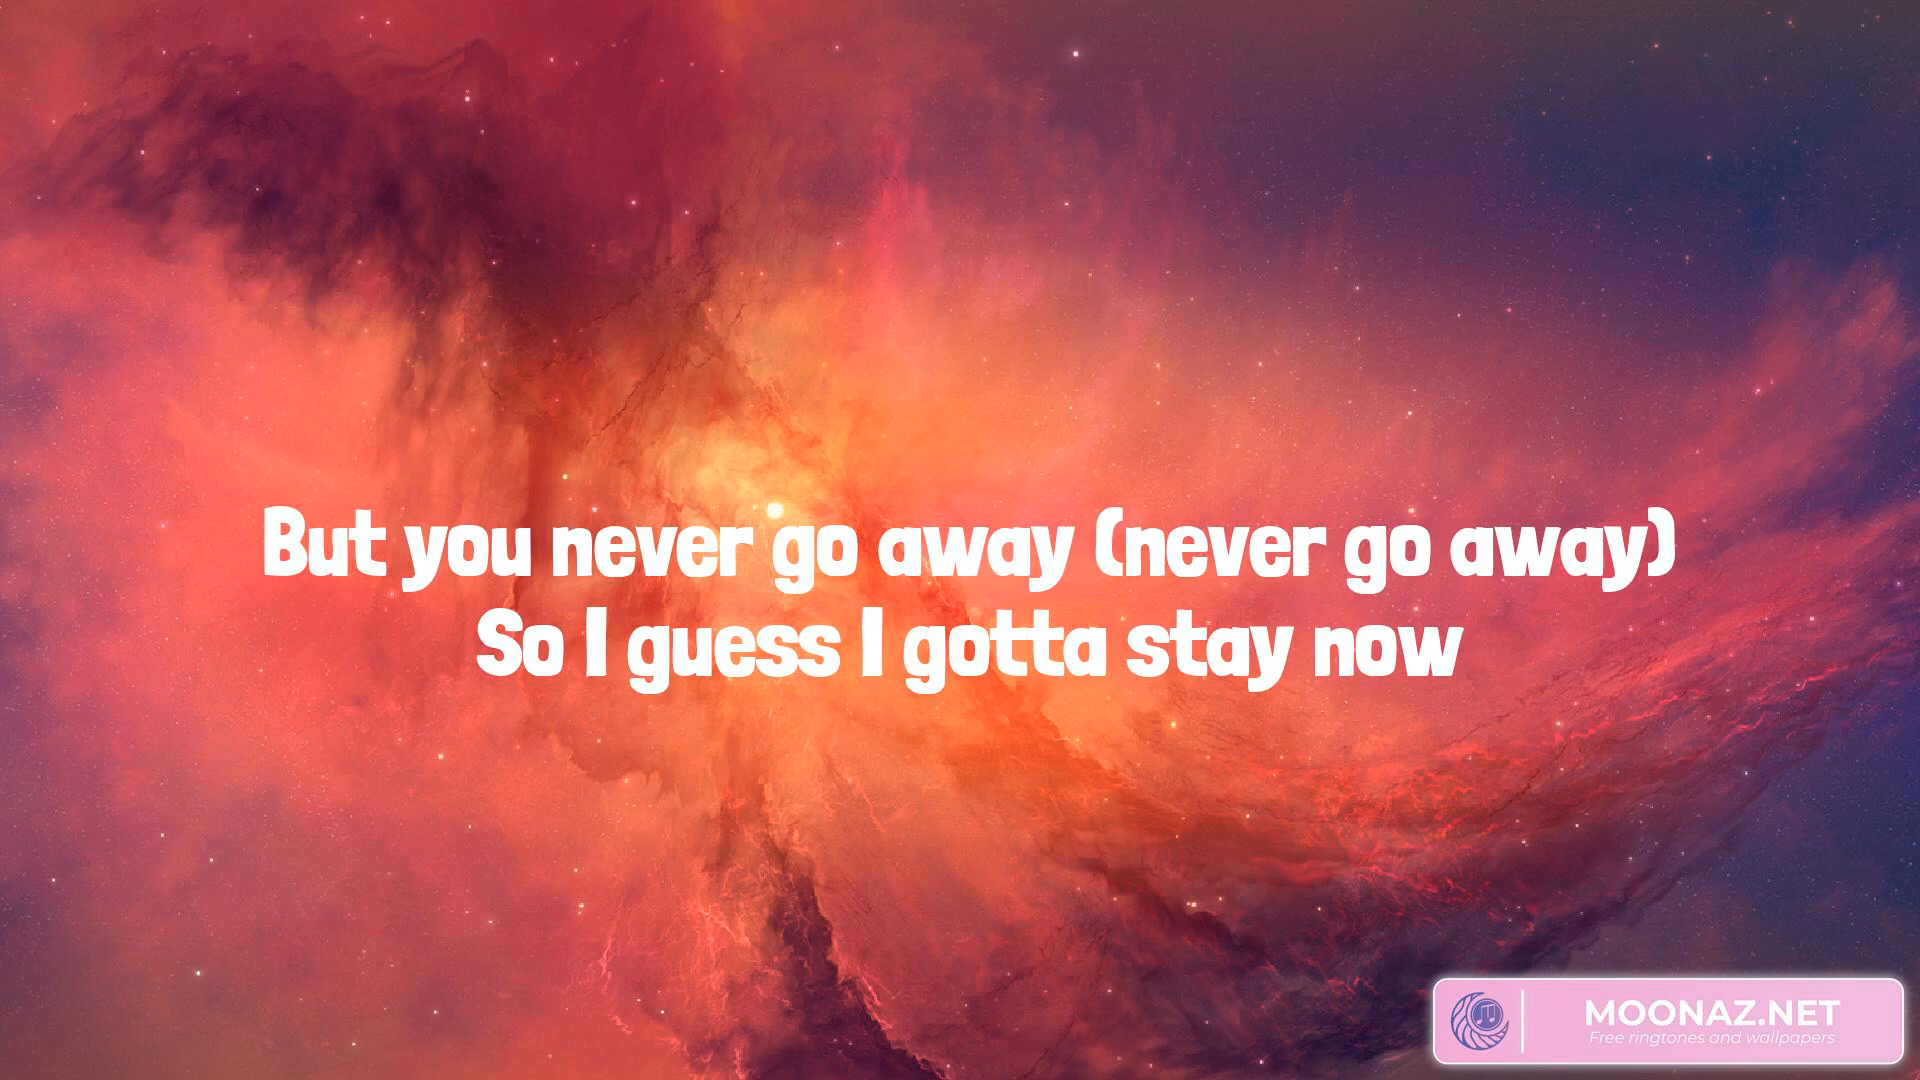 But you never go away (never go away)
So I guess I gotta stay now
MOONAZ.NET
Free ringtones and wallpapers